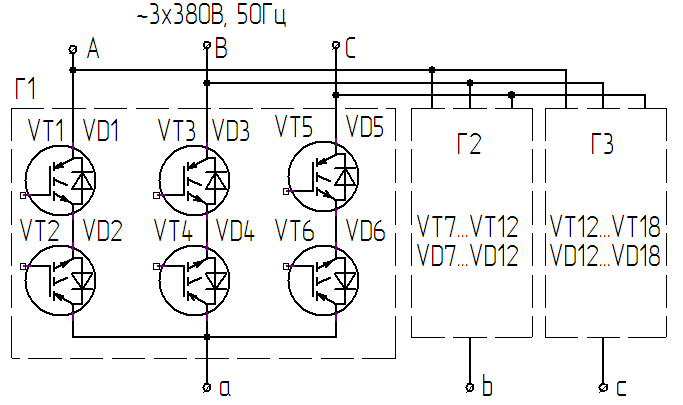 ~3x380В, 50Гц
A B C
Г1
VT1 VD1 VT3 VD3 VT5 VD5
Г2 Г3
VT2 VD2 VT4 VD4 VT6 VD6
VT7...VT12 VT12...VT18
VD7...VD12 VD12...VD18
a b c